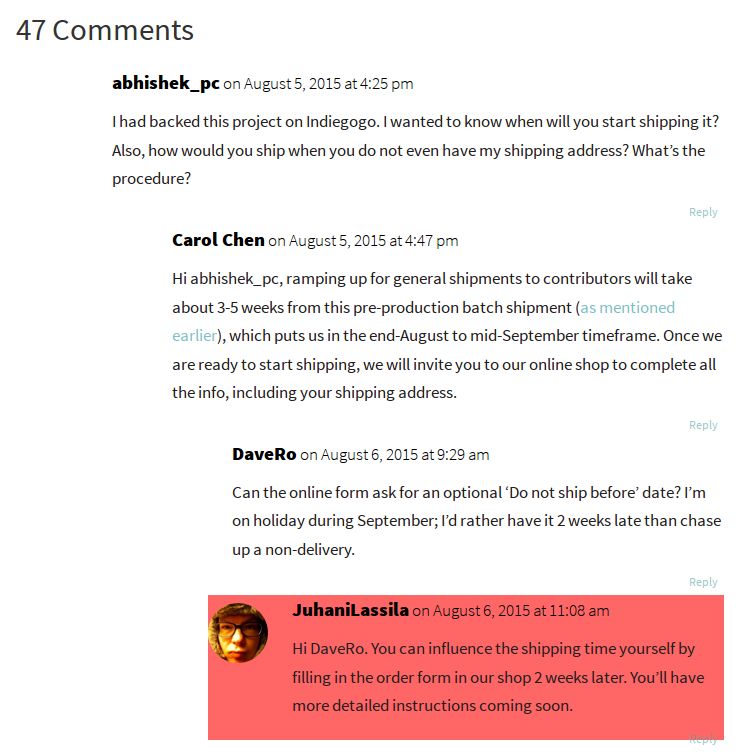 47 Comments
abhishek_pc on August 5, 2015 at 4:25 pm
I had backed this project on Indiegogo. I wanted to know when will you start shipping it?
Also, how would you ship when you do not even have my shipping address? What’s the
procedure?
Reply
Carol Chen on August 5, 2015 at 4:47 pm
Hi abhishek_pc, ramping up for general shipments to contributors will take
about 3-5 weeks from this pre-production batch shipment (as mentioned
earlier), which puts us in the end-August to mid-September timeframe. Once we
are ready to start shipping, we will invite you to our online shop to complete all
the info, including your shipping address.
Reply
DaveRo on August 6, 2015 at 9:29 am
Can the online form ask for an optional ‘Do not ship before’ date? I’m
on holiday during September; I’d rather have it 2 weeks late than chase
up a non-delivery.
Reply
JuhaniLassila on August 6, 2015 at 11:08 am
Hi DaveRo. You can influence the shipping time yourself by
filling in the order form in our shop 2 weeks later. You’ll have
more detailed instructions coming soon.
Reply